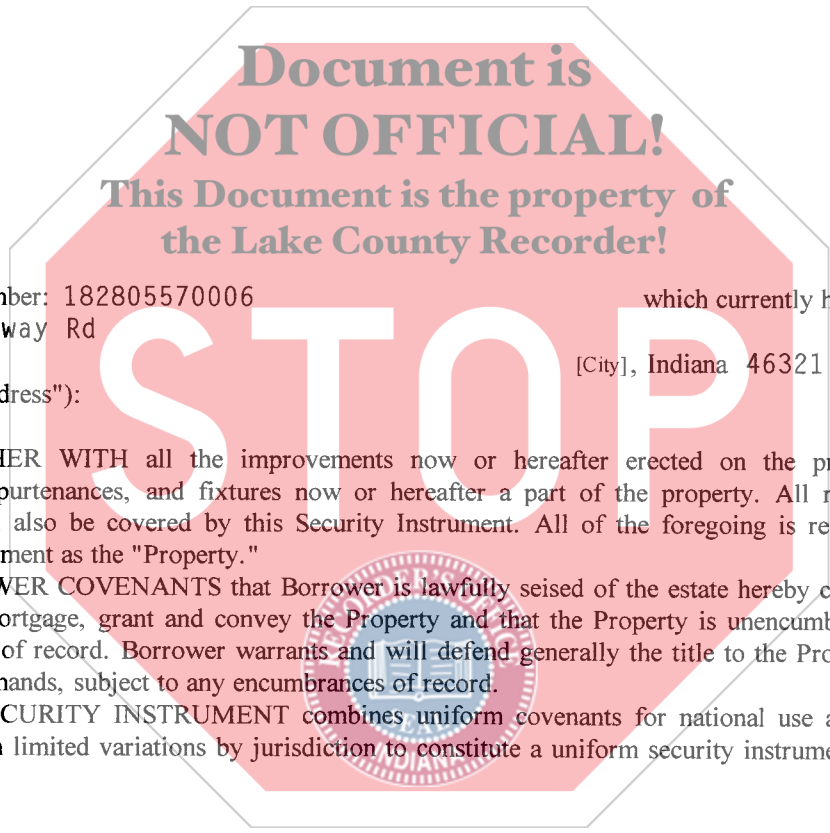 Document is
NOT OFFICIAL!
This Document is the property of
the Lake County Recorder!
nber: 182805570006 which currently h
way Rd
[City], Indiana 46321
dress"):
STOP
HER WITH all the improvements now or hereafter erected on the pr
purtenances, and fixtures now or hereafter a part of the property. All r
also be covered by this Security Instrument. All of the foregoing is re
ment as the "Property."
WER COVENANTS that Borrower is lawfully seised of the estate hereby c
ortgage, grant and convey the Property and that the Property is unencumb
of record. Borrower warrants and will defend generally the title to the Pro
nands, subject to any encumbrances of record.
CURITY INSTRUMENT combines uniform covenants for national use a
limited variations by jurisdiction to constitute a uniform security instrume
RECORDER'S OFFICE
SEAL
INDIANA